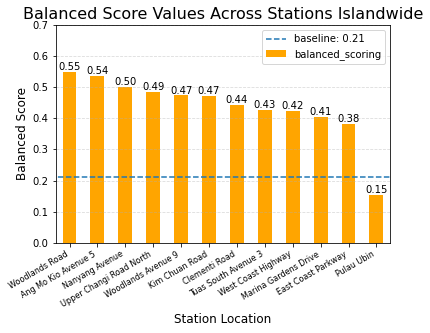 Balanced Score Values Across Stations Islandwide
0.7
0.6
0.5
0.4
0.3
0.2
0.1
0.0
Balanced Score
baseline: 0.21
balanced_scoring
0.55
0.54
0.50
0.49
0.47
0.47
0.44
0.43
0.42
0.41
0.38
0.15
Woodlands Road
Ang Mo Kio Avenue 5
Nanyang Avenue
Upper Changi Road North
Woodlands Avenue 9
Kim Chuan Road
Clementi Road
Tuas South Avenue 3
West Coast Highway
Marina Gardens Drive
East Coast Parkway
Pulau Ubin
Station Location